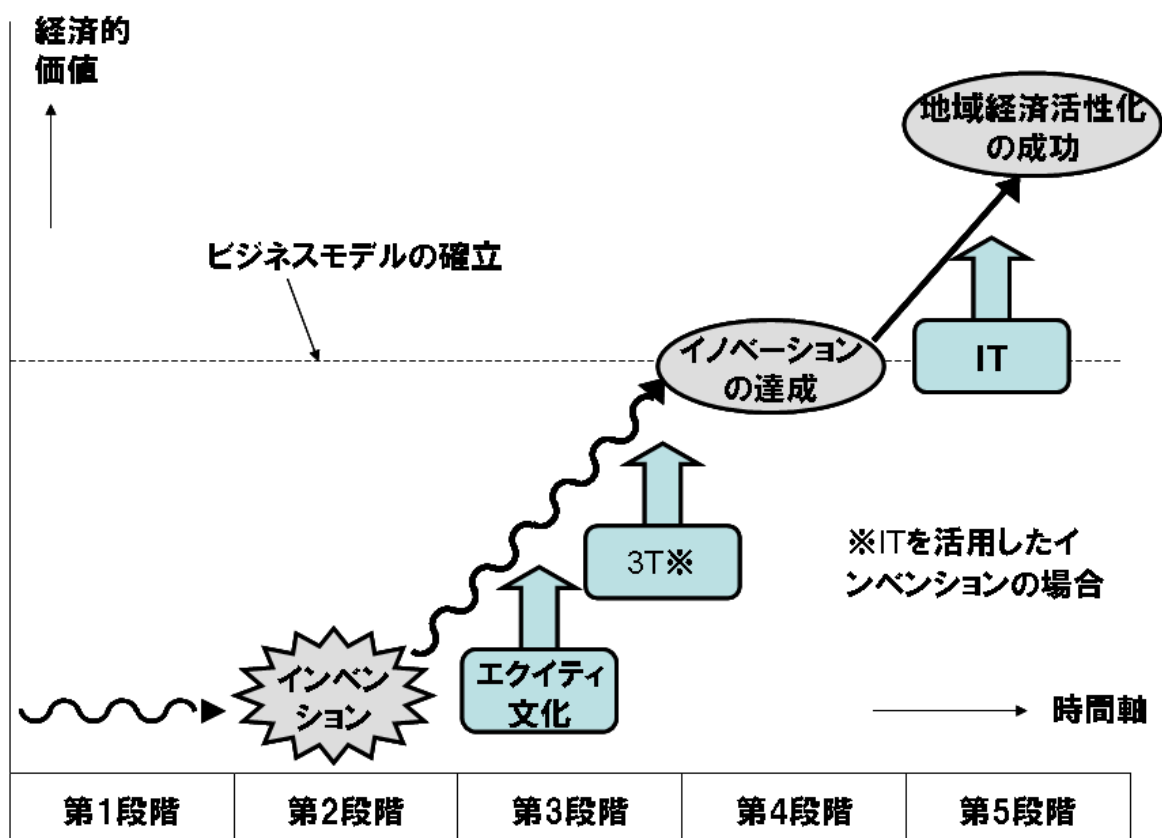 経済的
価値
地域経済活性化
の成功
ビジネスモデルの確立
イノベーション
の達成
IT
3T※
※ITを活用したイ
ンベンションの場合
インベン
ション
エクイティ
文化
時間軸
第1段階
第2段階
第3段階
第4段階
第5段階